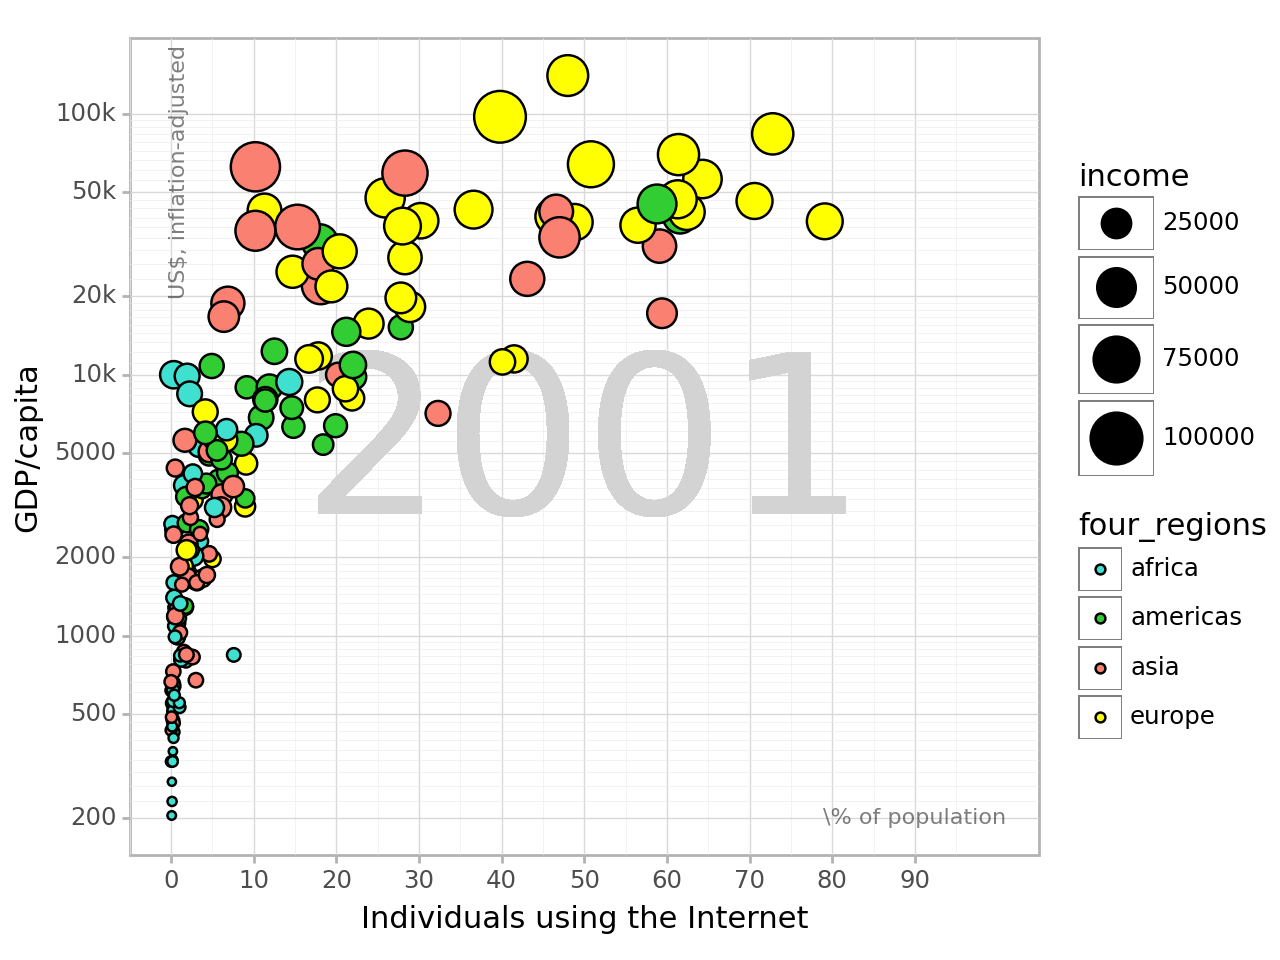 US$, inflation-adjusted
100k
50k
20k
10k
5000
2000
1000
500
200
GDP/capita
2001
\% of population
0 10 20 30 40 50 60 70 80 90
Individuals using the Internet
income
25000
50000
75000
100000
four_regions
africa
americas
asia
europe